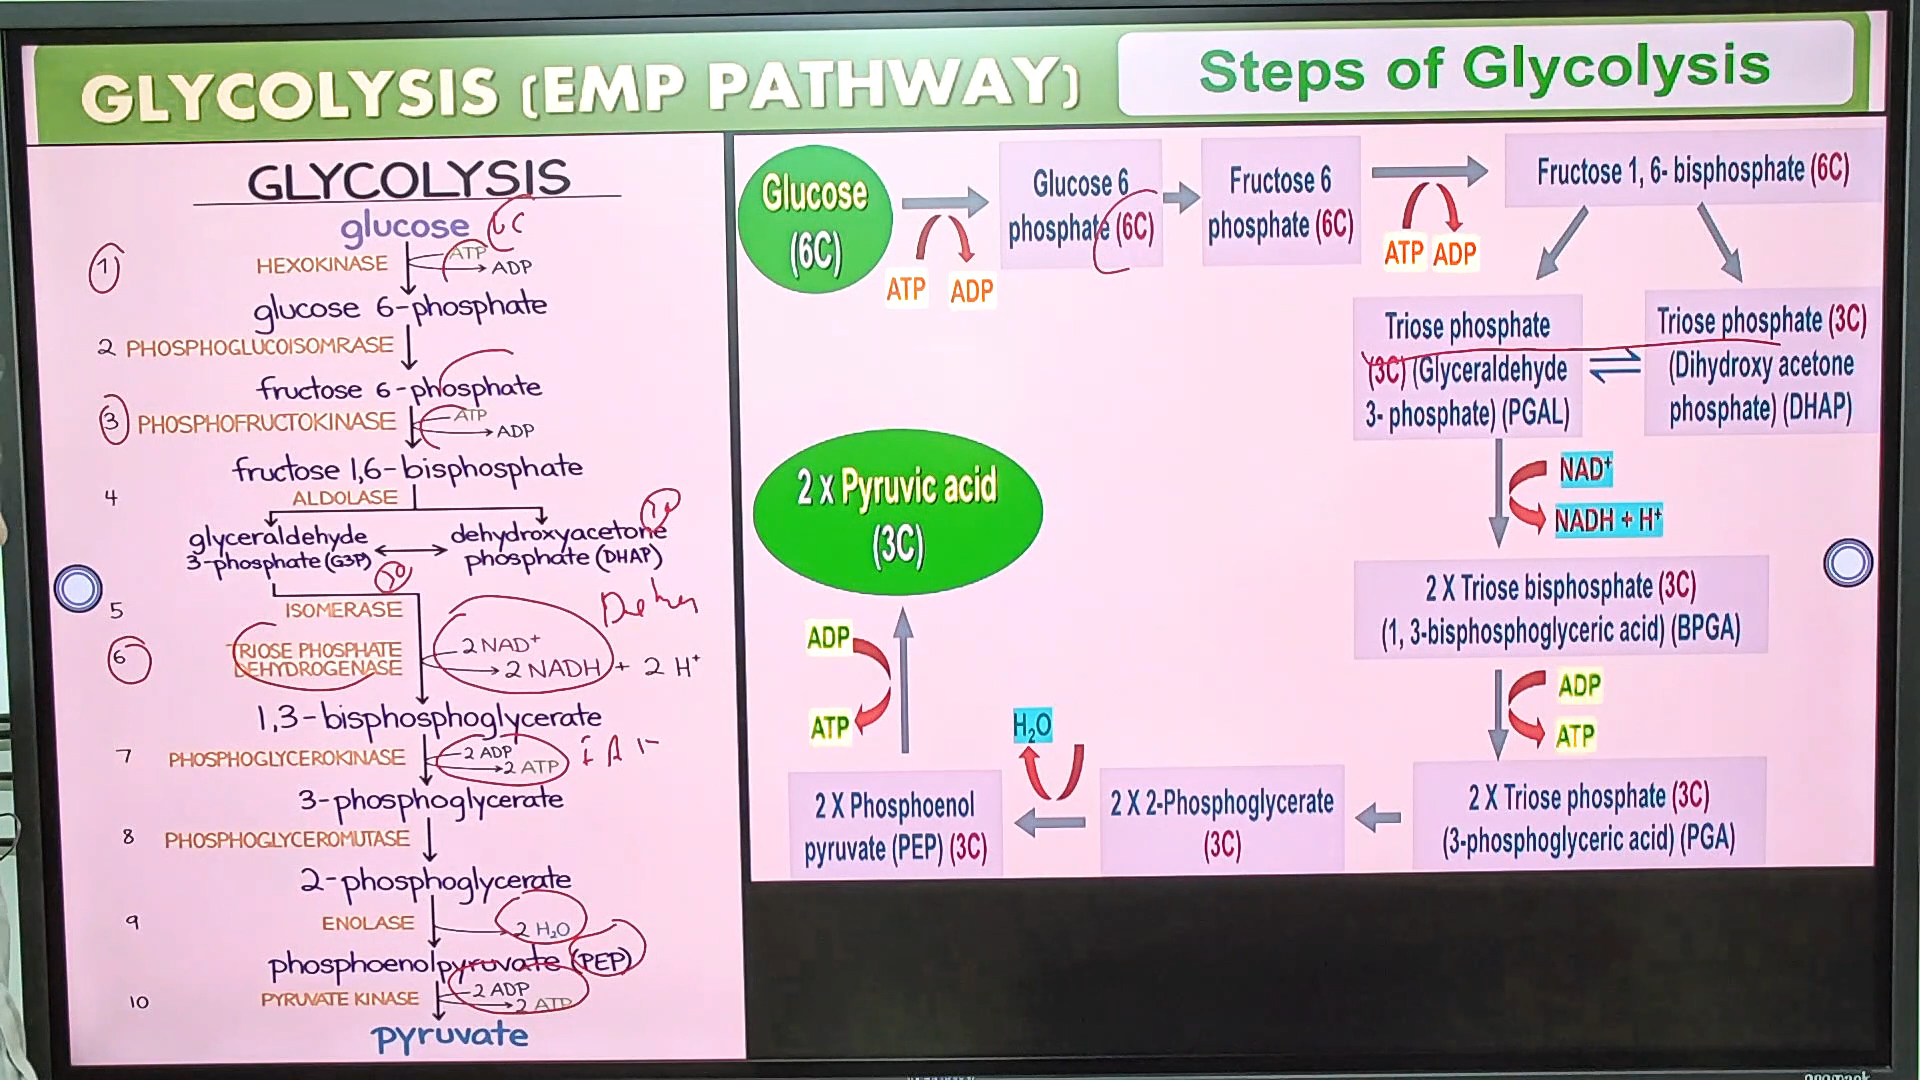 GLYCOLYSIS (EMP PATHWAY)
Steps of Glycolysis
GLYCOLYSIS
glucose 6C
1 HEXOKINASE ATP ADP
glucose 6-phosphate
2 PHOSPHOGLUCOISOMRASE
fructose 6-phosphate
3 PHOSPHOFRUCTOKINASE ATP ADP
fructose 1,6-bisphosphate
4 ALDOLASE
glyceraldehyde
3-phosphate (G3P)
dehydroxyacetone
phosphate (DHAP)
5 ISOMERASE
6 TRIOSE PHOSPHATE
DEHYDROGENASE
2 NAD⁺
2 NADH + 2 H⁺
1,3-bisphosphoglycerate
7 PHOSPHOGLYCEROKINASE 2 ADP
2 ATP
3-phosphoglycerate
8 PHOSPHOGLYCEROMUTASE
2-phosphoglycerate
9 ENOLASE 2 H₂O
phosphoenolpyruvate (PEP)
10 PYRUVATE KINASE 2 ADP
2 ATP
pyruvate
Glucose
(6C)
ATP ADP
Glucose 6
phosphate (6C)
Fructose 6
phosphate (6C)
ATP ADP
Fructose 1, 6- bisphosphate (6C)
Triose phosphate
(3C) (Glyceraldehyde
3- phosphate) (PGAL)
Triose phosphate (3C)
(Dihydroxy acetone
phosphate) (DHAP)
NAD⁺
NADH + H⁺
2 X Triose bisphosphate (3C)
(1, 3-bisphosphoglyceric acid) (BPGA)
ADP
ATP
2 X Triose phosphate (3C)
(3-phosphoglyceric acid) (PGA)
2 X 2-Phosphoglycerate
(3C)
H₂O
2 X Phosphoenol
pyruvate (PEP) (3C)
ADP
ATP
2 x Pyruvic acid
(3C)